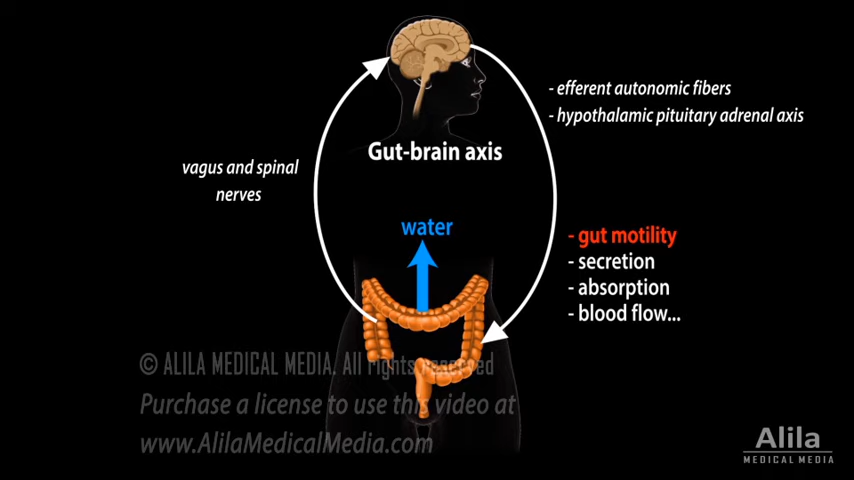 - efferent autonomic fibers
- hypothalamic pituitary adrenal axis
Gut-brain axis
vagus and spinal
nerves
water
- gut motility
- secretion
- absorption
- blood flow...
© ALILA MEDICAL MEDIA. All rights reserved
Purchase a license to use this video at
www.AlilaMedicalMedia.com
Alila
MEDICAL MEDIA